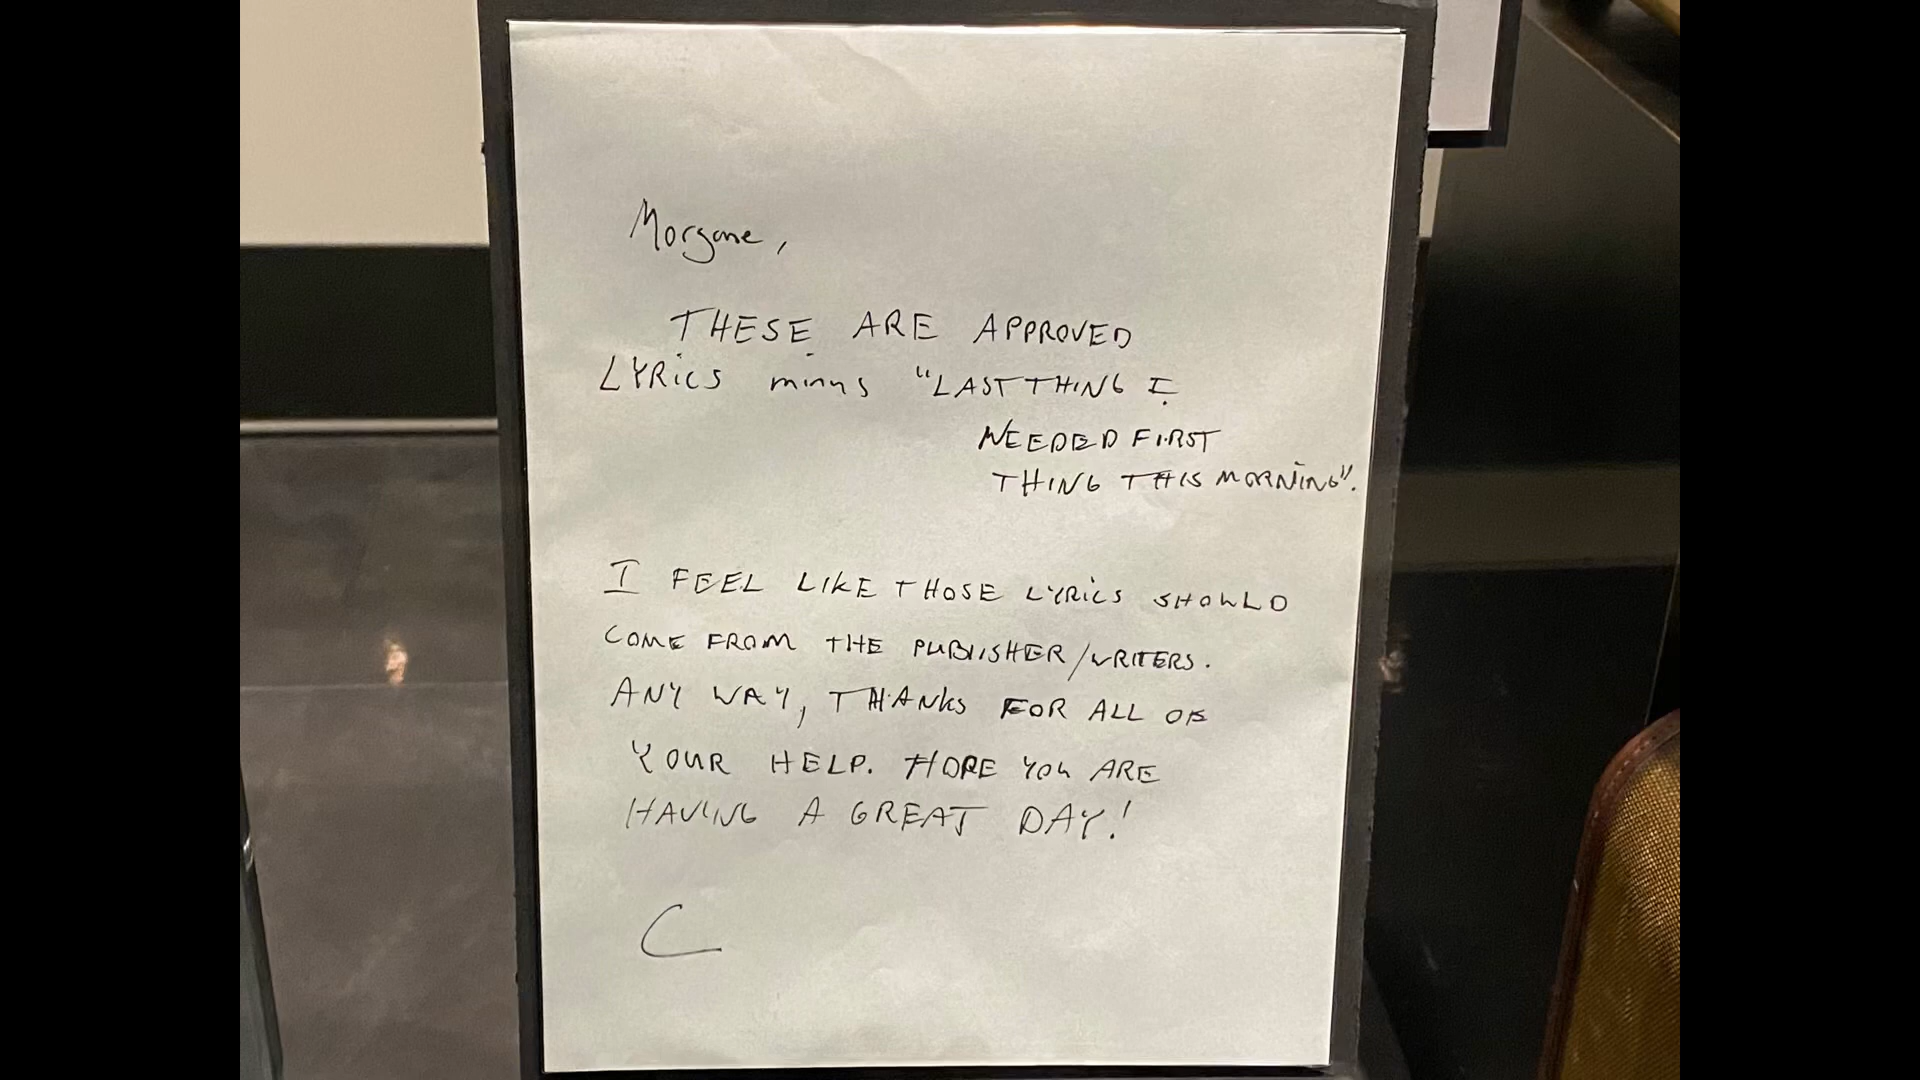 Morgane,
THESE ARE APPROVED
LYRICS minus "LAST THING I
NEEDED FIRST
THING THIS MORNING".
I FEEL LIKE THOSE LYRICS SHOULD
COME FROM THE PUBLISHER/WRITERS.
ANY WAY, THANKS FOR ALL OF
YOUR HELP. HOPE YOU ARE
HAVING A GREAT DAY!
C